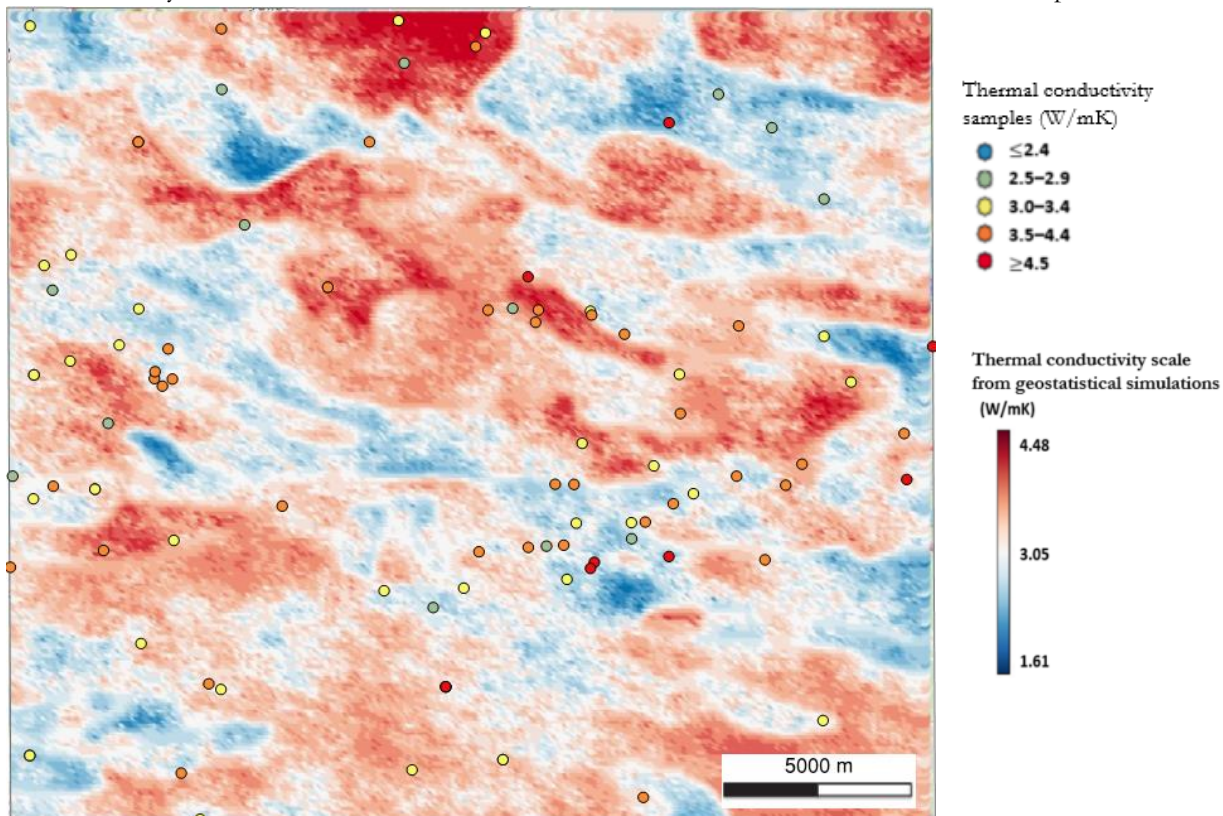 Thermal conductivity
samples (W/mK)
≤2.4
2.5–2.9
3.0–3.4
3.5–4.4
≥4.5
Thermal conductivity scale
from geostatistical simulations
(W/mK)
4.48
3.05
1.61
5000 m